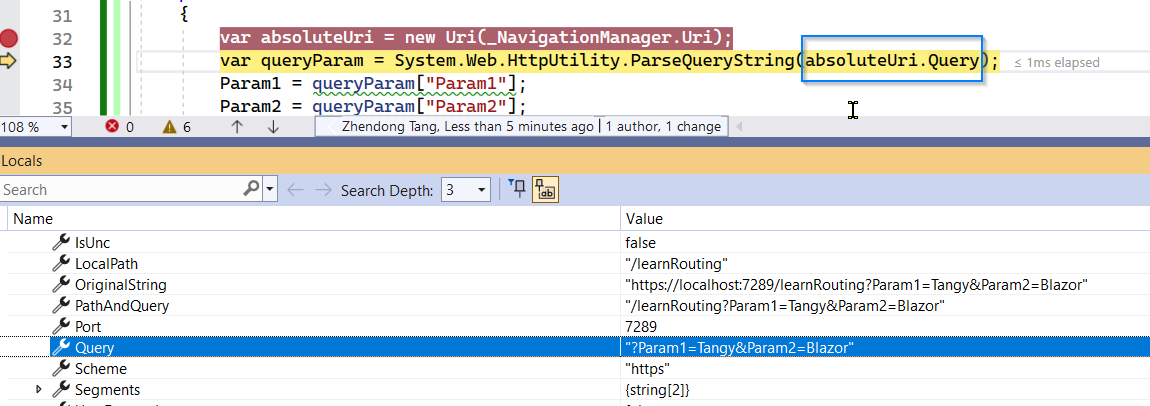 31 {
32 var absoluteUri = new Uri(_NavigationManager.Uri);
33 var queryParam = System.Web.HttpUtility.ParseQueryString(absoluteUri.Query); ≤ 1ms elapsed
34 Param1 = queryParam["Param1"];
35 Param2 = queryParam["Param2"];
108 % 0 6 Zhendong Tang, Less than 5 minutes ago | 1 author, 1 change
Locals
Search Search Depth: 3
Name Value
IsUnc false
LocalPath "/learnRouting"
OriginalString "https://localhost:7289/learnRouting?Param1=Tangy&Param2=Blazor"
PathAndQuery "/learnRouting?Param1=Tangy&Param2=Blazor"
Port 7289
Query "?Param1=Tangy&Param2=Blazor"
Scheme "https"
Segments {string[2]}